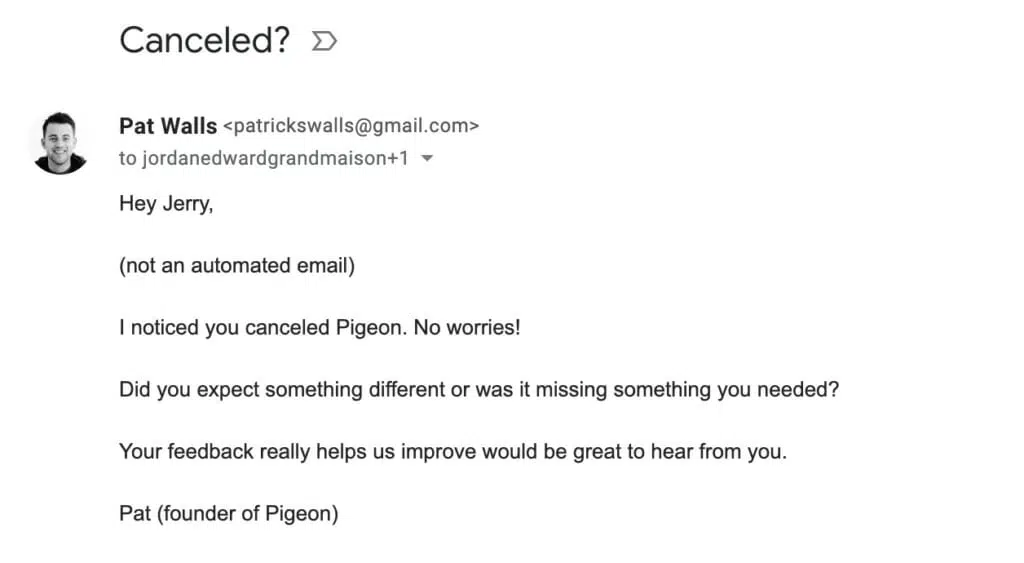 Canceled?
Pat Walls <patrickswalls@gmail.com>
to jordanedwardgrandmaison+1
Hey Jerry,
(not an automated email)
I noticed you canceled Pigeon. No worries!
Did you expect something different or was it missing something you needed?
Your feedback really helps us improve would be great to hear from you.
Pat (founder of Pigeon)